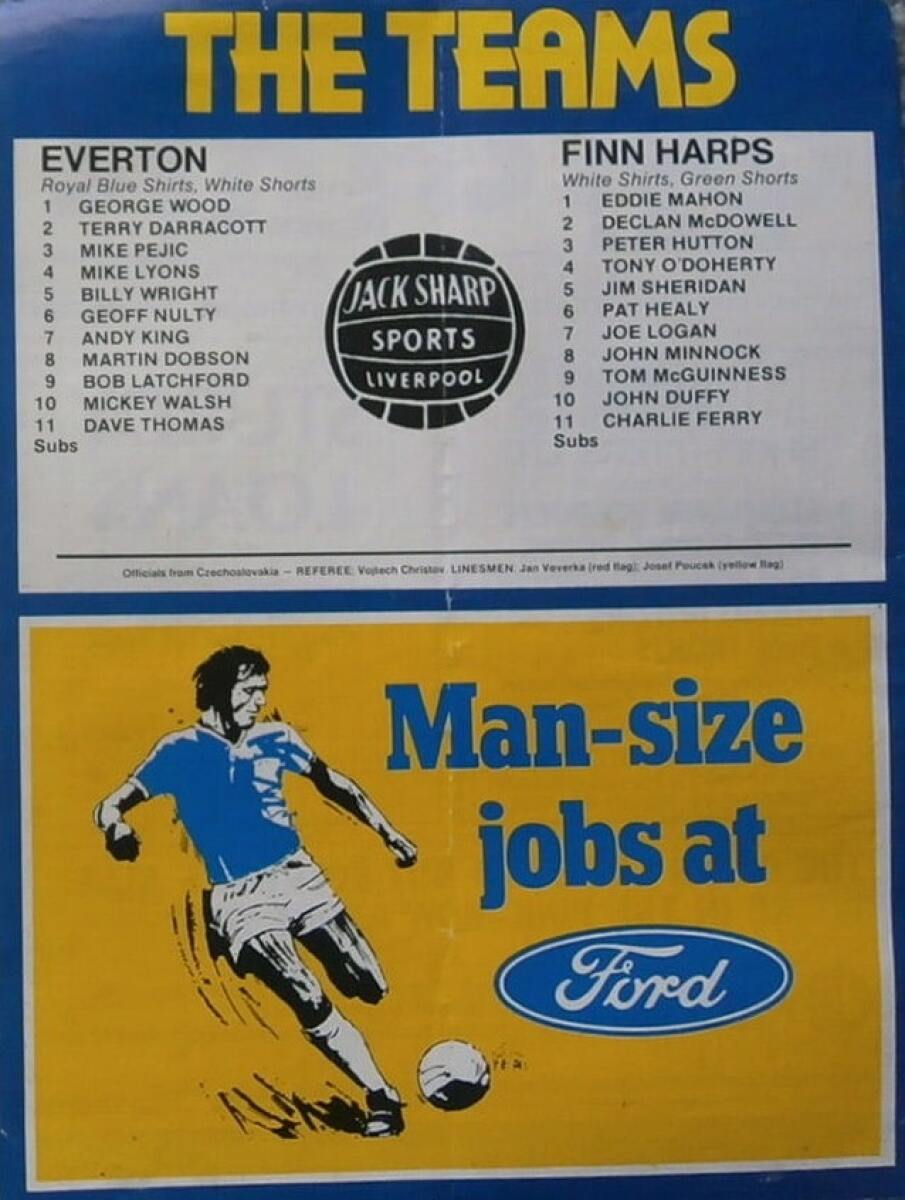 THE TEAMS
EVERTON
Royal Blue Shirts, White Shorts
1 GEORGE WOOD
2 TERRY DARRACOTT
3 MIKE PEJIC
4 MIKE LYONS
5 BILLY WRIGHT
6 GEOFF NULTY
7 ANDY KING
8 MARTIN DOBSON
9 BOB LATCHFORD
10 MICKEY WALSH
11 DAVE THOMAS
Subs
JACK SHARP
SPORTS
LIVERPOOL
FINN HARPS
White Shirts, Green Shorts
1 EDDIE MAHON
2 DECLAN McDOWELL
3 PETER HUTTON
4 TONY O'DOHERTY
5 JIM SHERIDAN
6 PAT HEALY
7 JOE LOGAN
8 JOHN MINNOCK
9 TOM McGUINNESS
10 JOHN DUFFY
11 CHARLIE FERRY
Subs
Officials from Czechoslovakia — REFEREE: Vojtech Christov. LINESMEN: Jan Veverka (red flag); Josef Poucek (yellow flag)
Man-size
jobs at
Ford